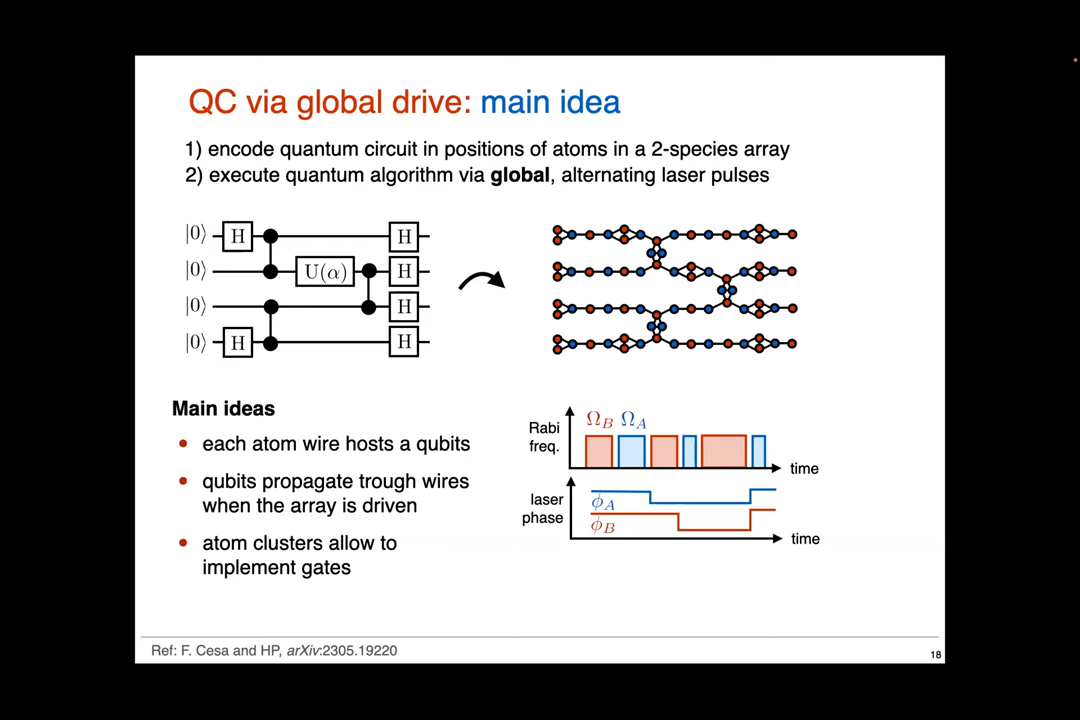 QC via global drive: main idea
1) encode quantum circuit in positions of atoms in a 2-species array
2) execute quantum algorithm via global, alternating laser pulses
|0⟩ H H
|0⟩ U(α) H
|0⟩ H
|0⟩ H H
Main ideas
• each atom wire hosts a qubits
• qubits propagate trough wires
when the array is driven
• atom clusters allow to
implement gates
Rabi
freq.
Ω_B Ω_A
time
laser
phase
ϕ_A
ϕ_B
time
Ref: F. Cesa and HP, arXiv:2305.19220
18